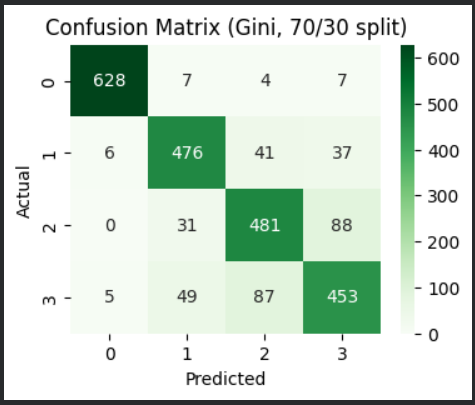 Confusion Matrix (Gini, 70/30 split)
0 628 7 4 7
1 6 476 41 37
2 0 31 481 88
3 5 49 87 453
0 1 2 3
Actual
Predicted
600
500
400
300
200
100
0